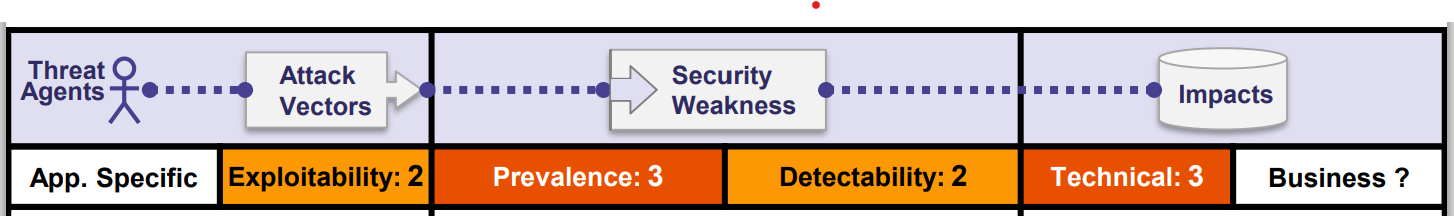 Threat
Agents
Attack
Vectors
Security
Weakness
Impacts
App. Specific
Exploitability: 2
Prevalence: 3
Detectability: 2
Technical: 3
Business ?